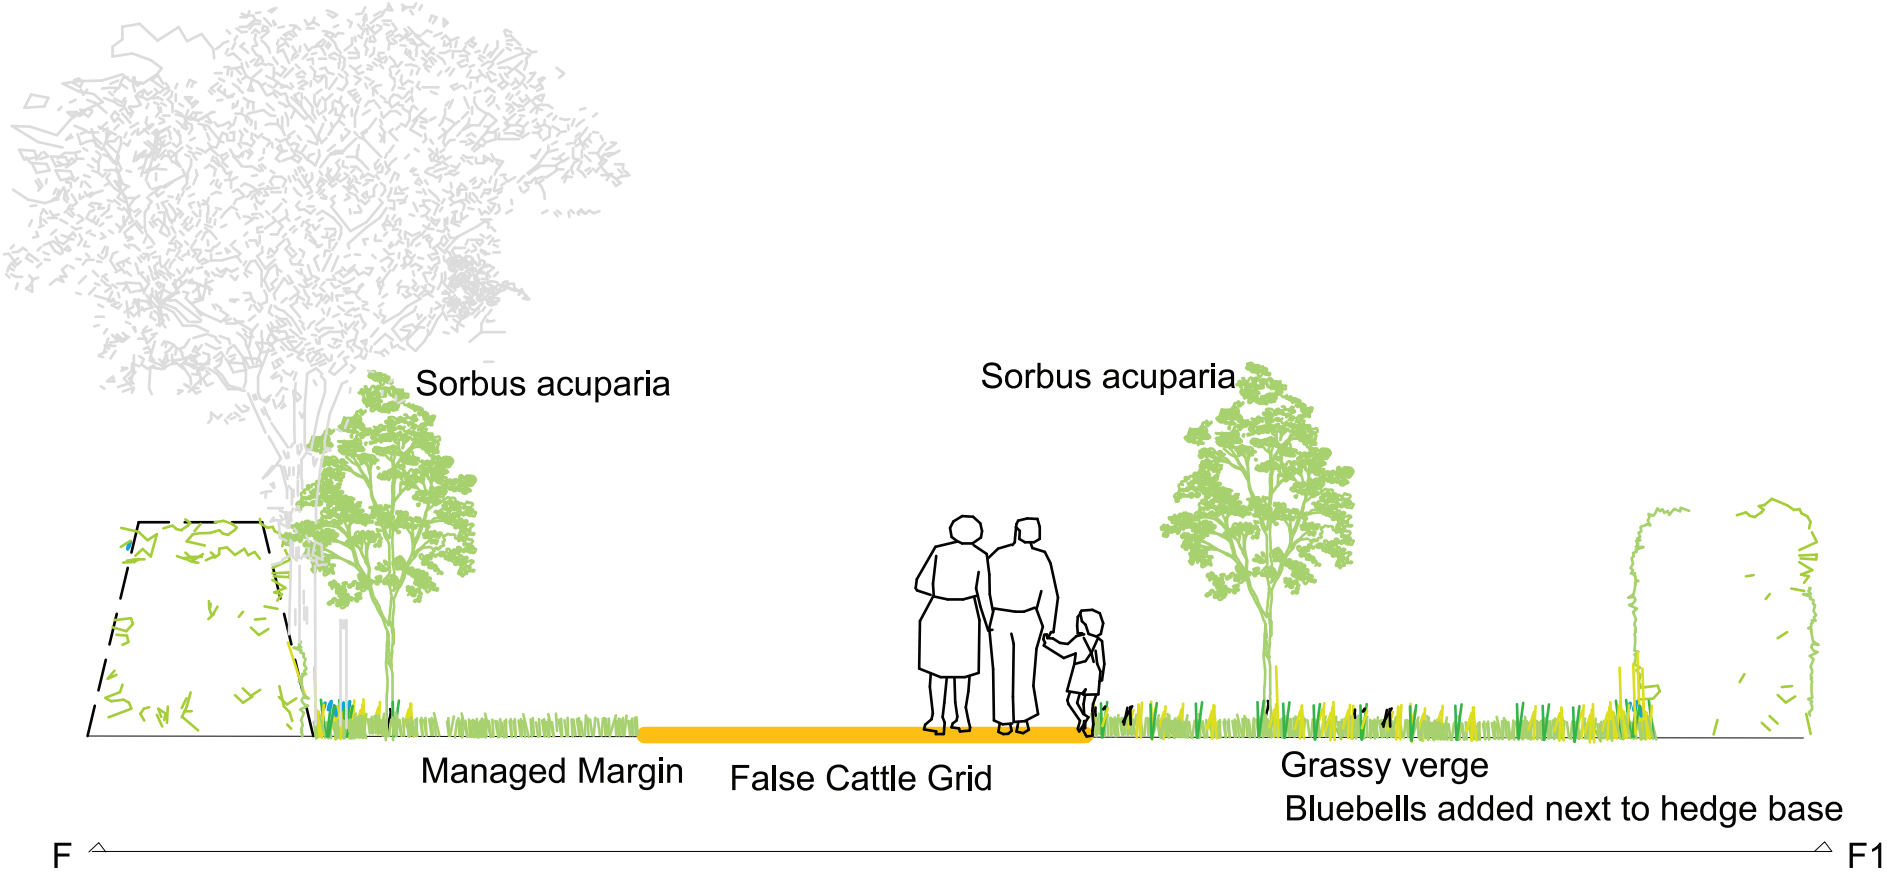 Sorbus acuparia
Sorbus acuparia
Managed Margin
False Cattle Grid
Grassy verge
Bluebells added next to hedge base
F
F1